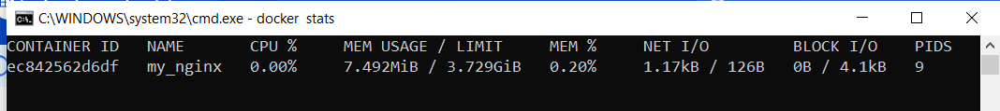 C:\WINDOWS\system32\cmd.exe - docker stats
CONTAINER ID NAME CPU % MEM USAGE / LIMIT MEM % NET I/O BLOCK I/O PIDS
ec842562d6df my_nginx 0.00% 7.492MiB / 3.729GiB 0.20% 1.17kB / 126B 0B / 4.1kB 9